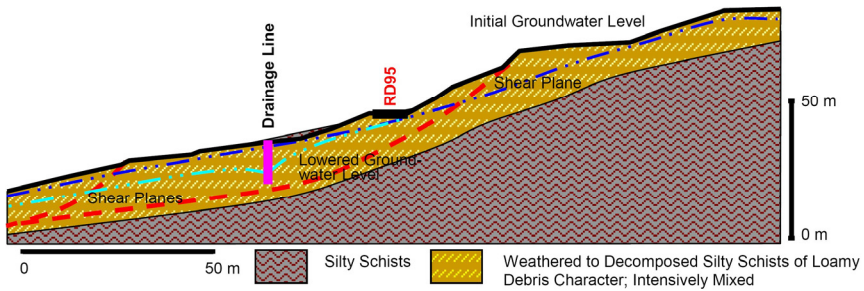 Initial Groundwater Level
Drainage Line
RD95
Shear Plane
50 m
Lowered Ground-
water Level
Shear Planes
0 m
0
50 m
Silty Schists
Weathered to Decomposed Silty Schists of Loamy
Debris Character; Intensively Mixed